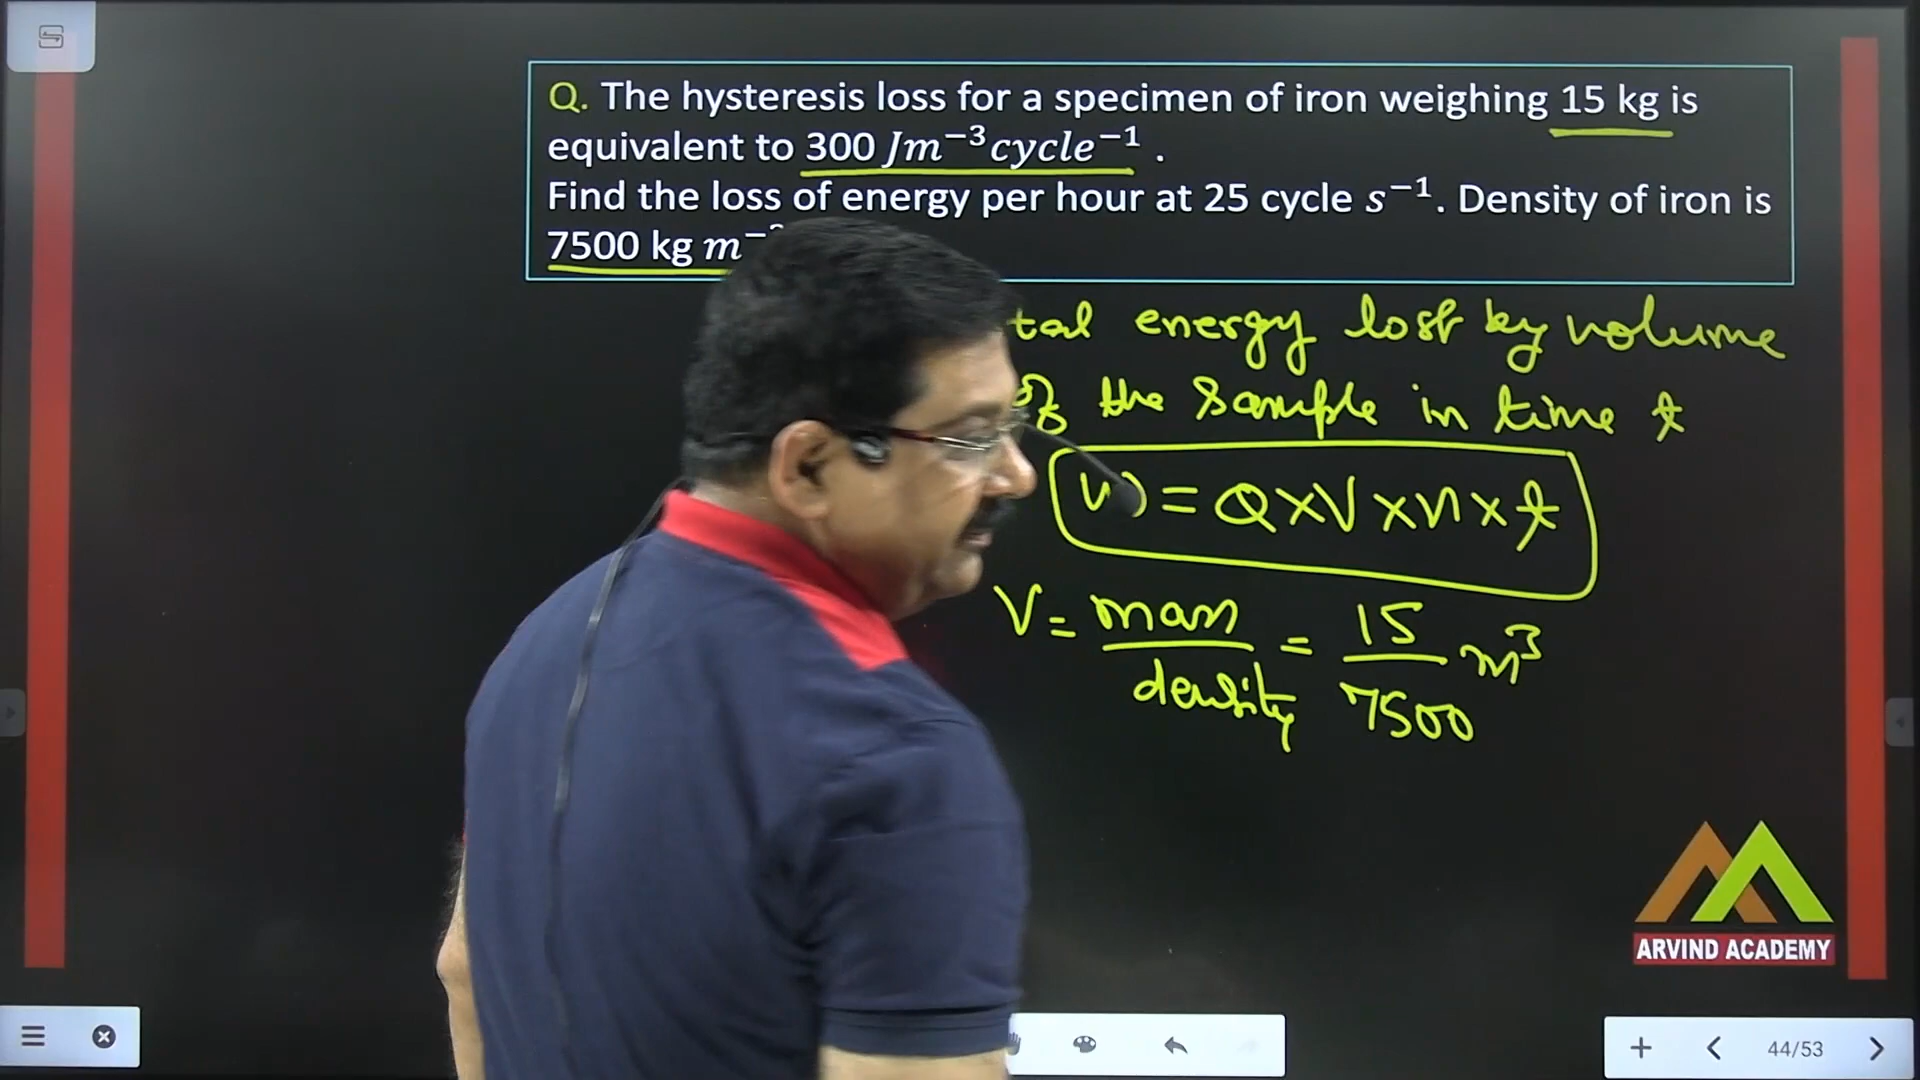 Q. The hysteresis loss for a specimen of iron weighing 15 kg is
equivalent to 300 Jm⁻³cycle⁻¹ .
Find the loss of energy per hour at 25 cycle s⁻¹. Density of iron is
7500 kg m⁻
tal energy lost by volume
of the sample in time t
W = Q×V×n×t
V = mass/density = 15/7500 m³
ARVIND ACADEMY
44/53